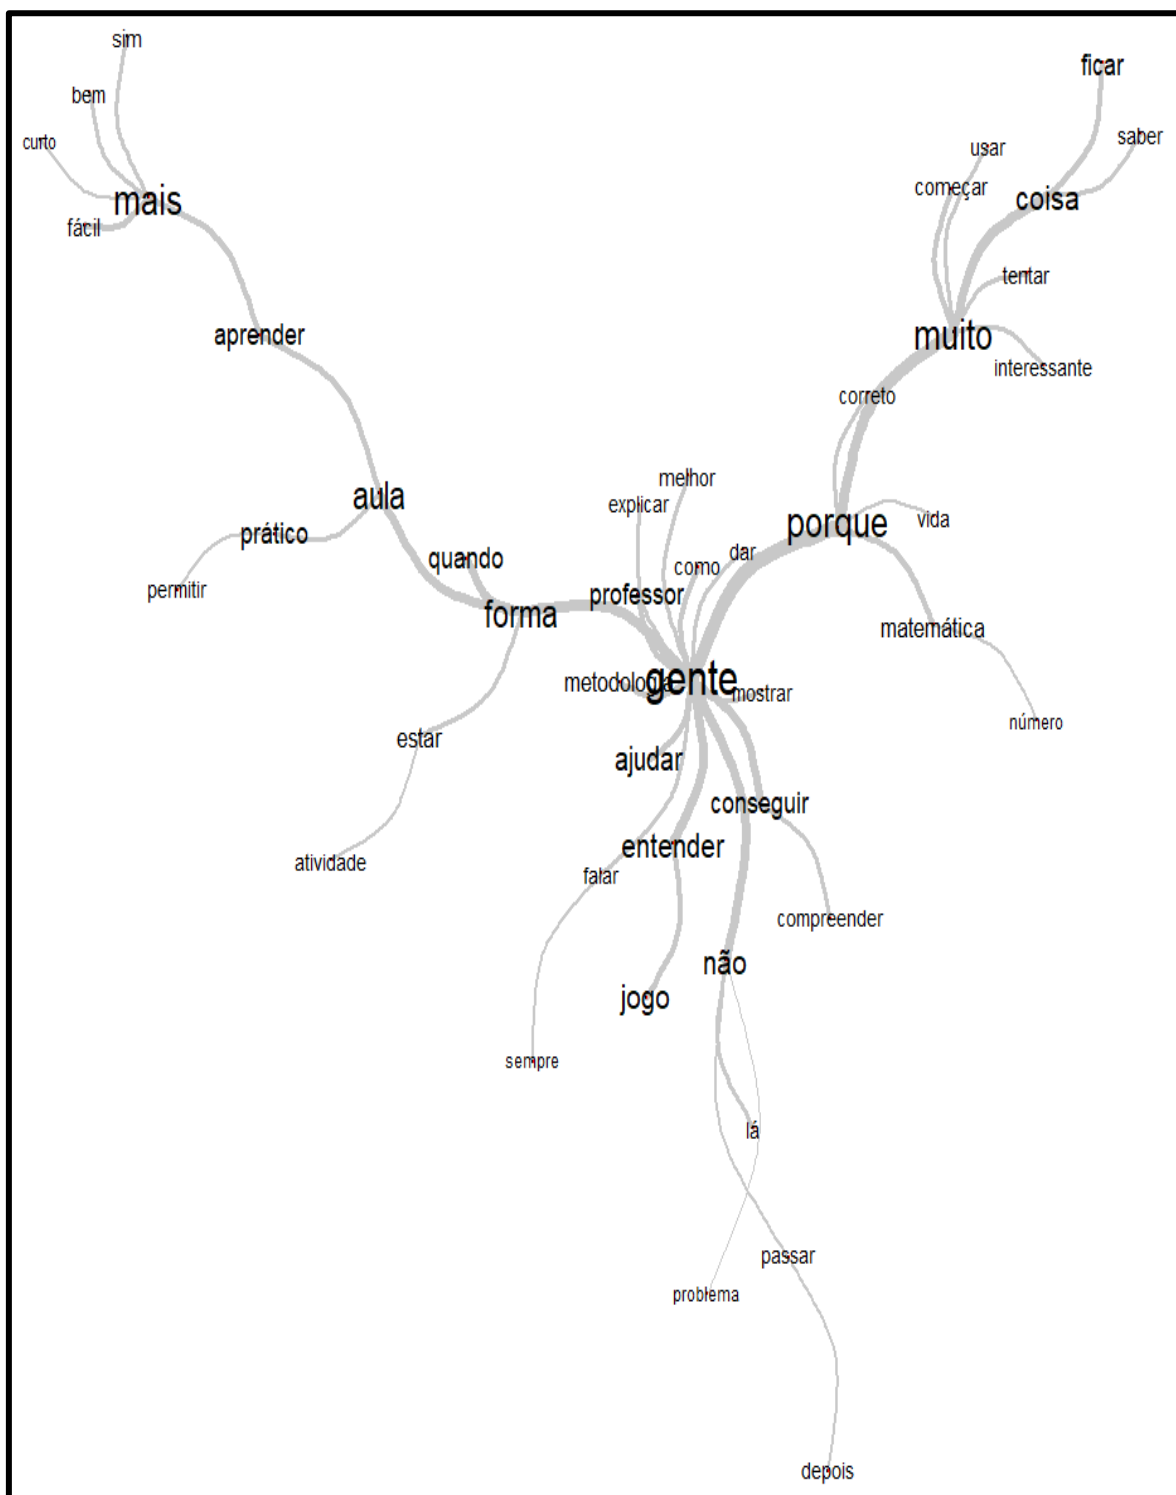 sim
ficar
bem
saber
curto
usar
começar
mais
coisa
fácil
tentar
aprender
muito
interessante
correto
melhor
aula
explicar
porque
vida
prático
quando
dar
como
permitir
professor
forma
matemática
metodologia
gente
mostrar
número
estar
ajudar
conseguir
entender
atividade
falar
compreender
não
jogo
sempre
lá
passar
problema
depois